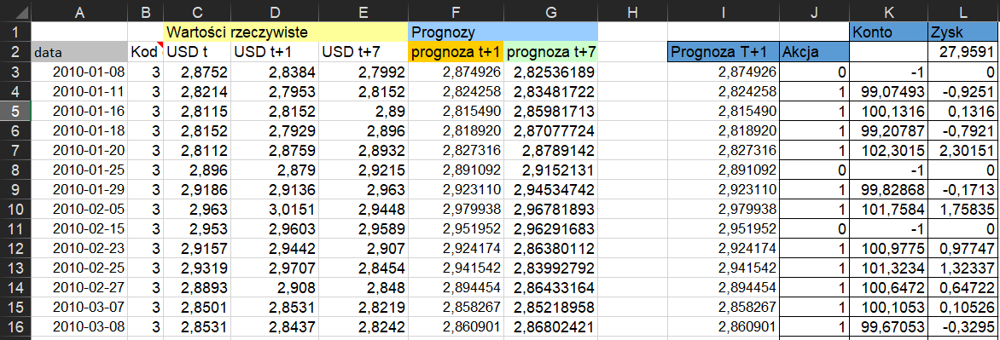 A B C D E F G H I J K L
1 Wartości rzeczywiste Prognozy Konto Zysk
2 data Kod USD t USD t+1 USD t+7 prognoza t+1 prognoza t+7 Prognoza T+1 Akcja 27,9591
3 2010-01-08 3 2,8752 2,8384 2,7992 2,874926 2,82536189 2,874926 0 -1 0
4 2010-01-11 3 2,8214 2,7953 2,8152 2,824258 2,83481722 2,824258 1 99,07493 -0,9251
5 2010-01-16 3 2,8115 2,8152 2,89 2,815490 2,85981713 2,815490 1 100,1316 0,1316
6 2010-01-18 3 2,8152 2,7929 2,896 2,818920 2,87077724 2,818920 1 99,20787 -0,7921
7 2010-01-20 3 2,8112 2,8759 2,8932 2,827316 2,8789142 2,827316 1 102,3015 2,30151
8 2010-01-25 3 2,896 2,879 2,9215 2,891092 2,9152131 2,891092 0 -1 0
9 2010-01-29 3 2,9186 2,9136 2,963 2,923110 2,94534742 2,923110 1 99,82868 -0,1713
10 2010-02-05 3 2,963 3,0151 2,9448 2,979938 2,96781893 2,979938 1 101,7584 1,75835
11 2010-02-15 3 2,953 2,9603 2,9589 2,951952 2,96291683 2,951952 0 -1 0
12 2010-02-23 3 2,9157 2,9442 2,907 2,924174 2,86380112 2,924174 1 100,9775 0,97747
13 2010-02-25 3 2,9319 2,9707 2,8454 2,941542 2,83992792 2,941542 1 101,3234 1,32337
14 2010-02-27 3 2,8893 2,908 2,848 2,894454 2,86433164 2,894454 1 100,6472 0,64722
15 2010-03-07 3 2,8501 2,8531 2,8219 2,858267 2,85218958 2,858267 1 100,1053 0,10526
16 2010-03-08 3 2,8531 2,8437 2,8242 2,860901 2,86802421 2,860901 1 99,67053 -0,3295